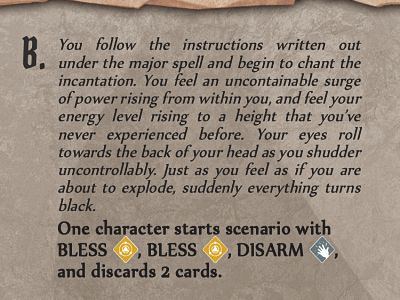 B. You follow the instructions written out
under the major spell and begin to chant the
incantation. You feel an uncontainable surge
of power rising from within you, and feel your
energy level rising to a height that you've
never experienced before. Your eyes roll
towards the back of your head as you shudder
uncontrollably. Just as you feel as if you are
about to explode, suddenly everything turns
black.
One character starts scenario with
BLESS , BLESS , DISARM ,
and discards 2 cards.